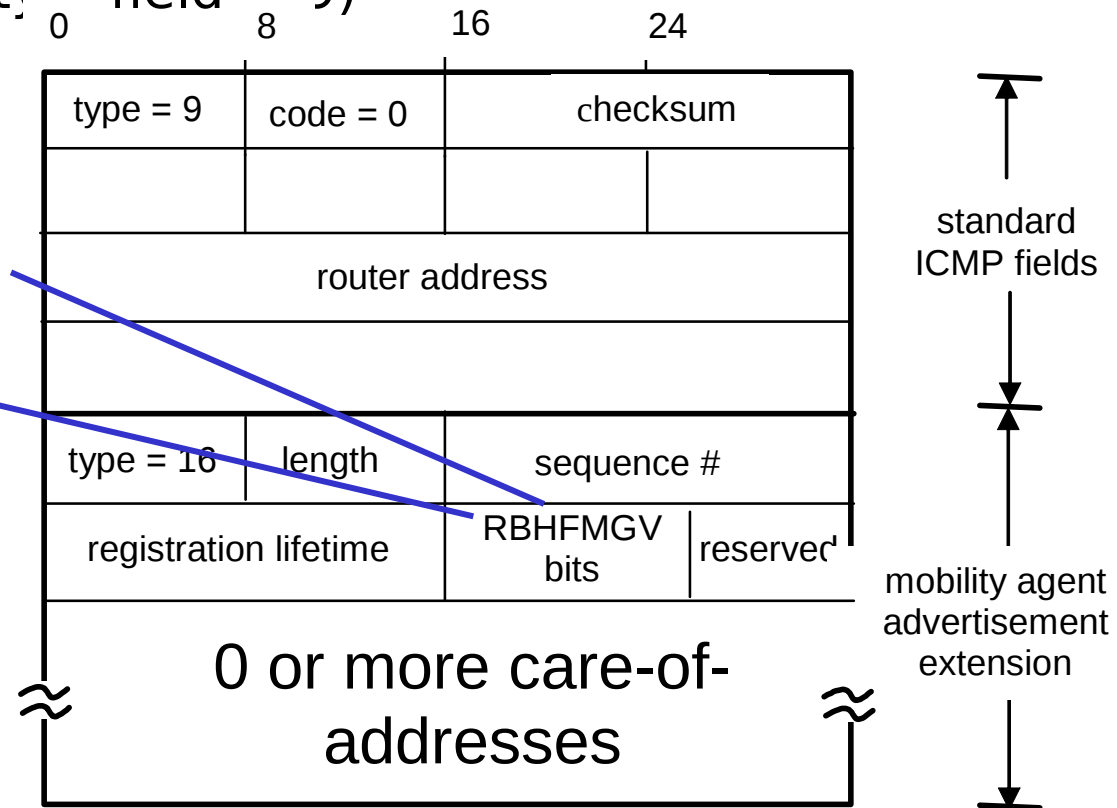 field = 9)
0 8 16 24
type = 9 code = 0 checksum
standard
ICMP fields
router address
type = 16 length sequence #
registration lifetime RBHFMGV
bits
reserved
mobility agent
advertisement
extension
0 or more care-of-
addresses